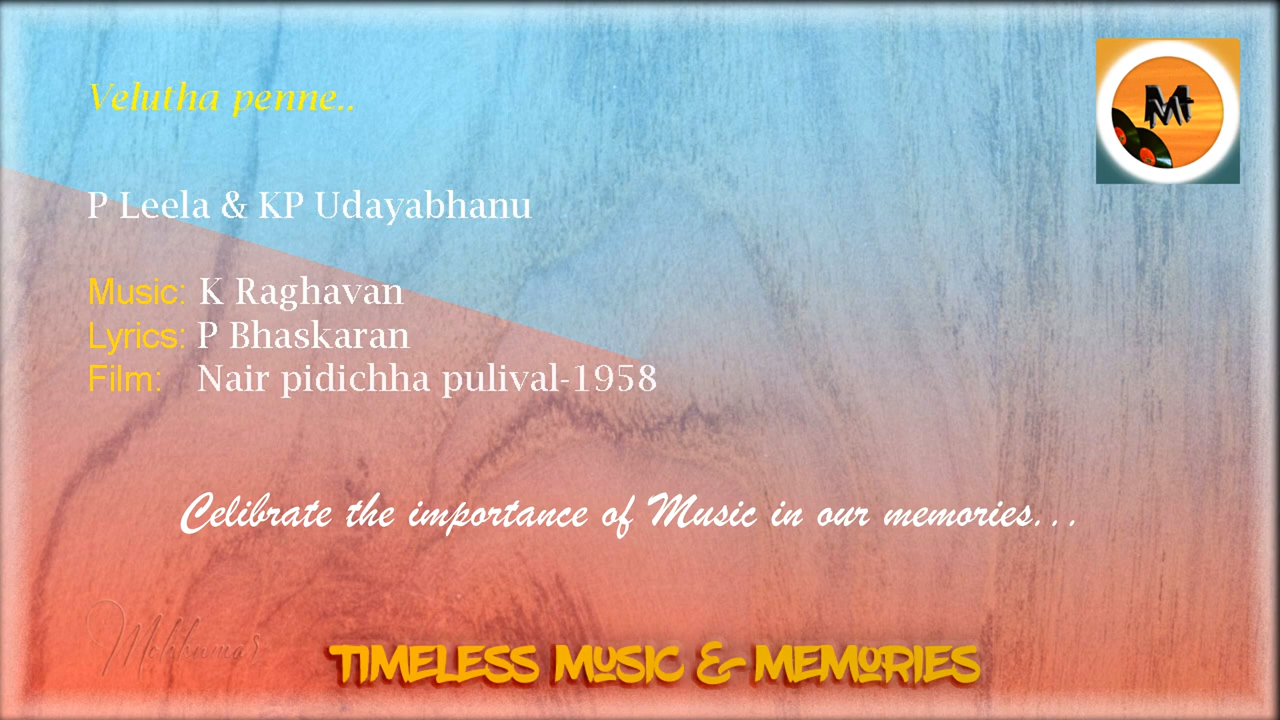 Velutha penne..
P Leela & KP Udayabhanu
Music: K Raghavan
Lyrics: P Bhaskaran
Film: Nair pidichha pulival-1958
Celibrate the importance of Music in our memories...
TIMELESS MUSIC & MEMORIES